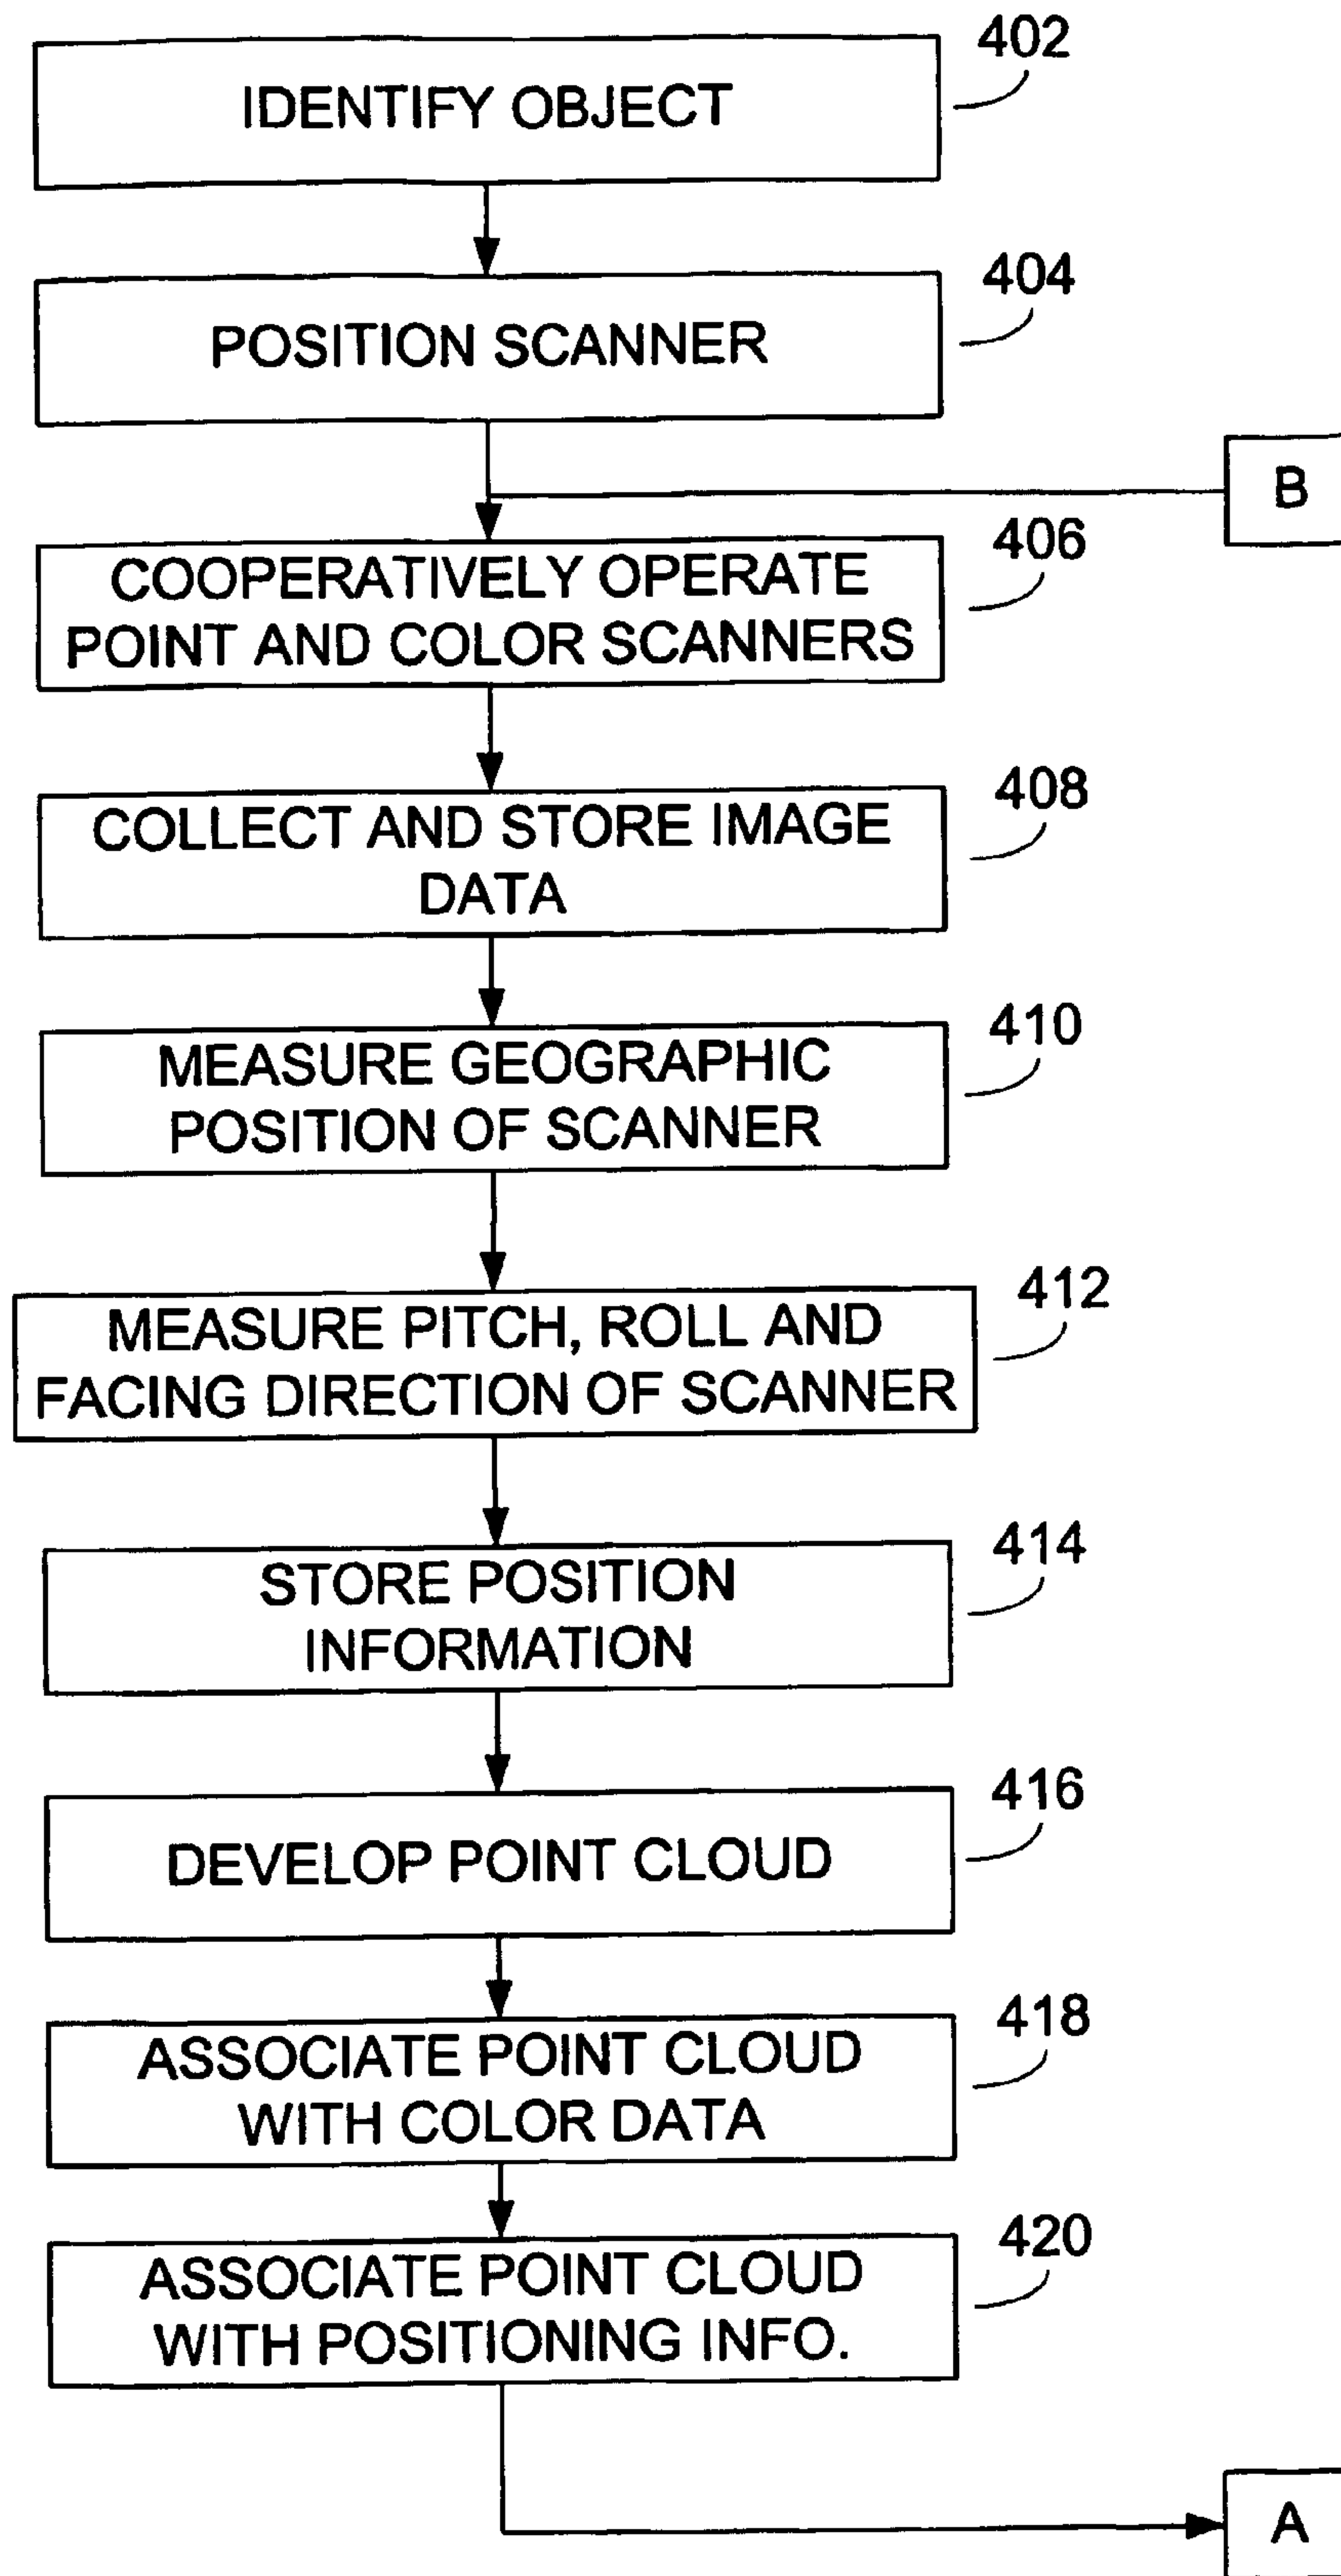 402
IDENTIFY OBJECT
404
POSITION SCANNER
B
406
COOPERATIVELY OPERATE
POINT AND COLOR SCANNERS
408
COLLECT AND STORE IMAGE
DATA
410
MEASURE GEOGRAPHIC
POSITION OF SCANNER
412
MEASURE PITCH, ROLL AND
FACING DIRECTION OF SCANNER
414
STORE POSITION
INFORMATION
416
DEVELOP POINT CLOUD
418
ASSOCIATE POINT CLOUD
WITH COLOR DATA
420
ASSOCIATE POINT CLOUD
WITH POSITIONING INFO.
A